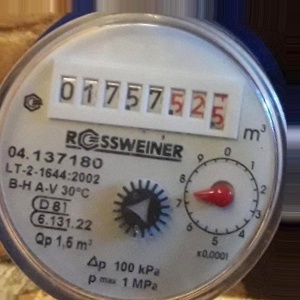 01757525
m³
ROSSWEINER
04.137180
LT-2-1644:2002
B-H A-V 30°C
D 81
6.131.22
Qp 1,5 m³
Δp 100 kPa
p max 1 MPa
0
9 1
8 2
7 3
6 4
5
x0,0001